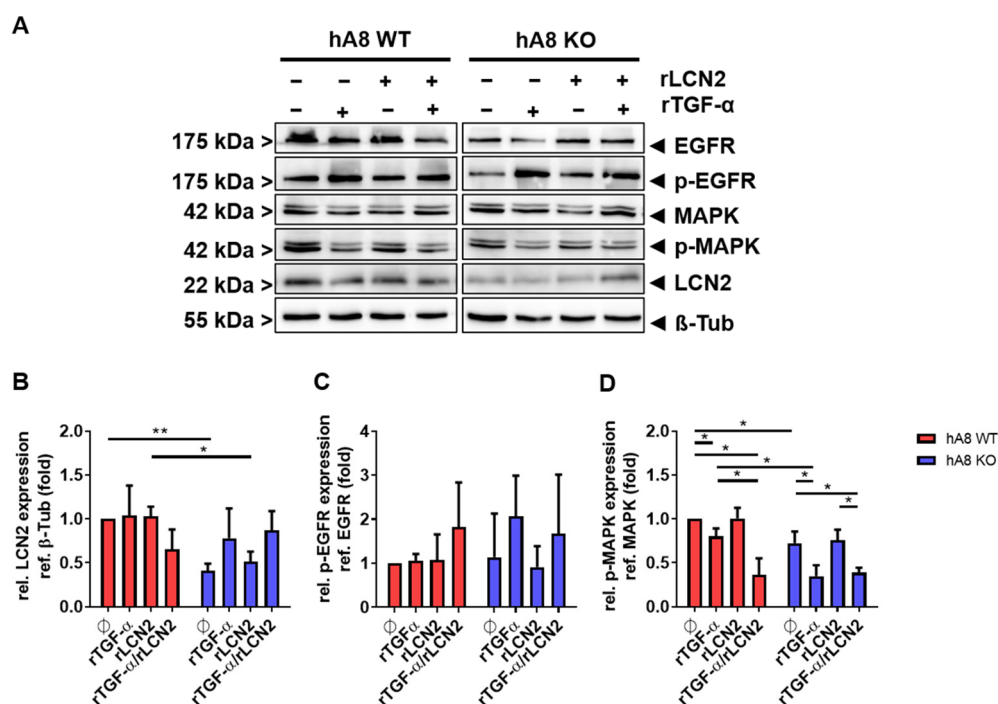 A
hA8 WT
hA8 KO
– – + + – – + + rLCN2
– + – + – + – + rTGF-α
175 kDa > ◄ EGFR
175 kDa > ◄ p-EGFR
42 kDa > ◄ MAPK
42 kDa > ◄ p-MAPK
22 kDa > ◄ LCN2
55 kDa > ◄ ß-Tub
B
rel. LCN2 expression
ref. β-Tub (fold)
2.0
1.5
1.0
0.5
0.0
**
*
∅
rTGF-α
rLCN2
rTGF-α/rLCN2
∅
rTGF-α
rLCN2
rTGF-α/rLCN2
C
rel. p-EGFR expression
ref. EGFR (fold)
4
3
2
1
0
∅
rTGFα
rLCN2
rTGF-α/rLCN2
∅
rTGFα
rLCN2
rTGF-α/rLCN2
D
rel. p-MAPK expression
ref. MAPK (fold)
2.0
1.5
1.0
0.5
0.0
*
*
*
*
*
*
*
*
∅
rTGF-α
rLCN2
rTGF-α/rLCN2
∅
rTGF-α
rLCN2
rTGF-α/rLCN2
hA8 WT
hA8 KO